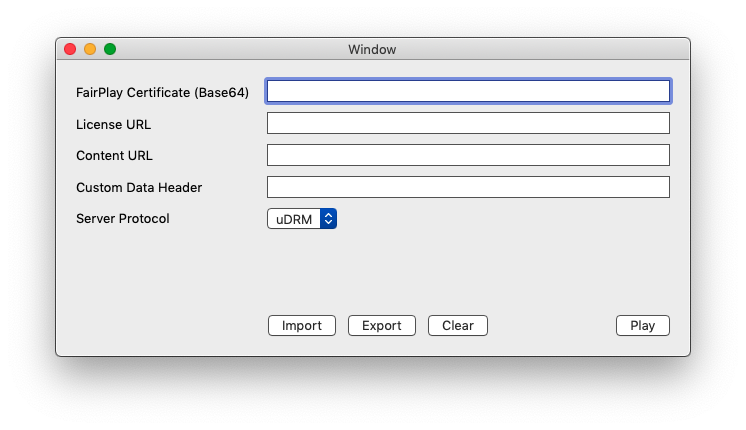 Window
FairPlay Certificate (Base64)
License URL
Content URL
Custom Data Header
Server Protocol uDRM
Import Export Clear Play